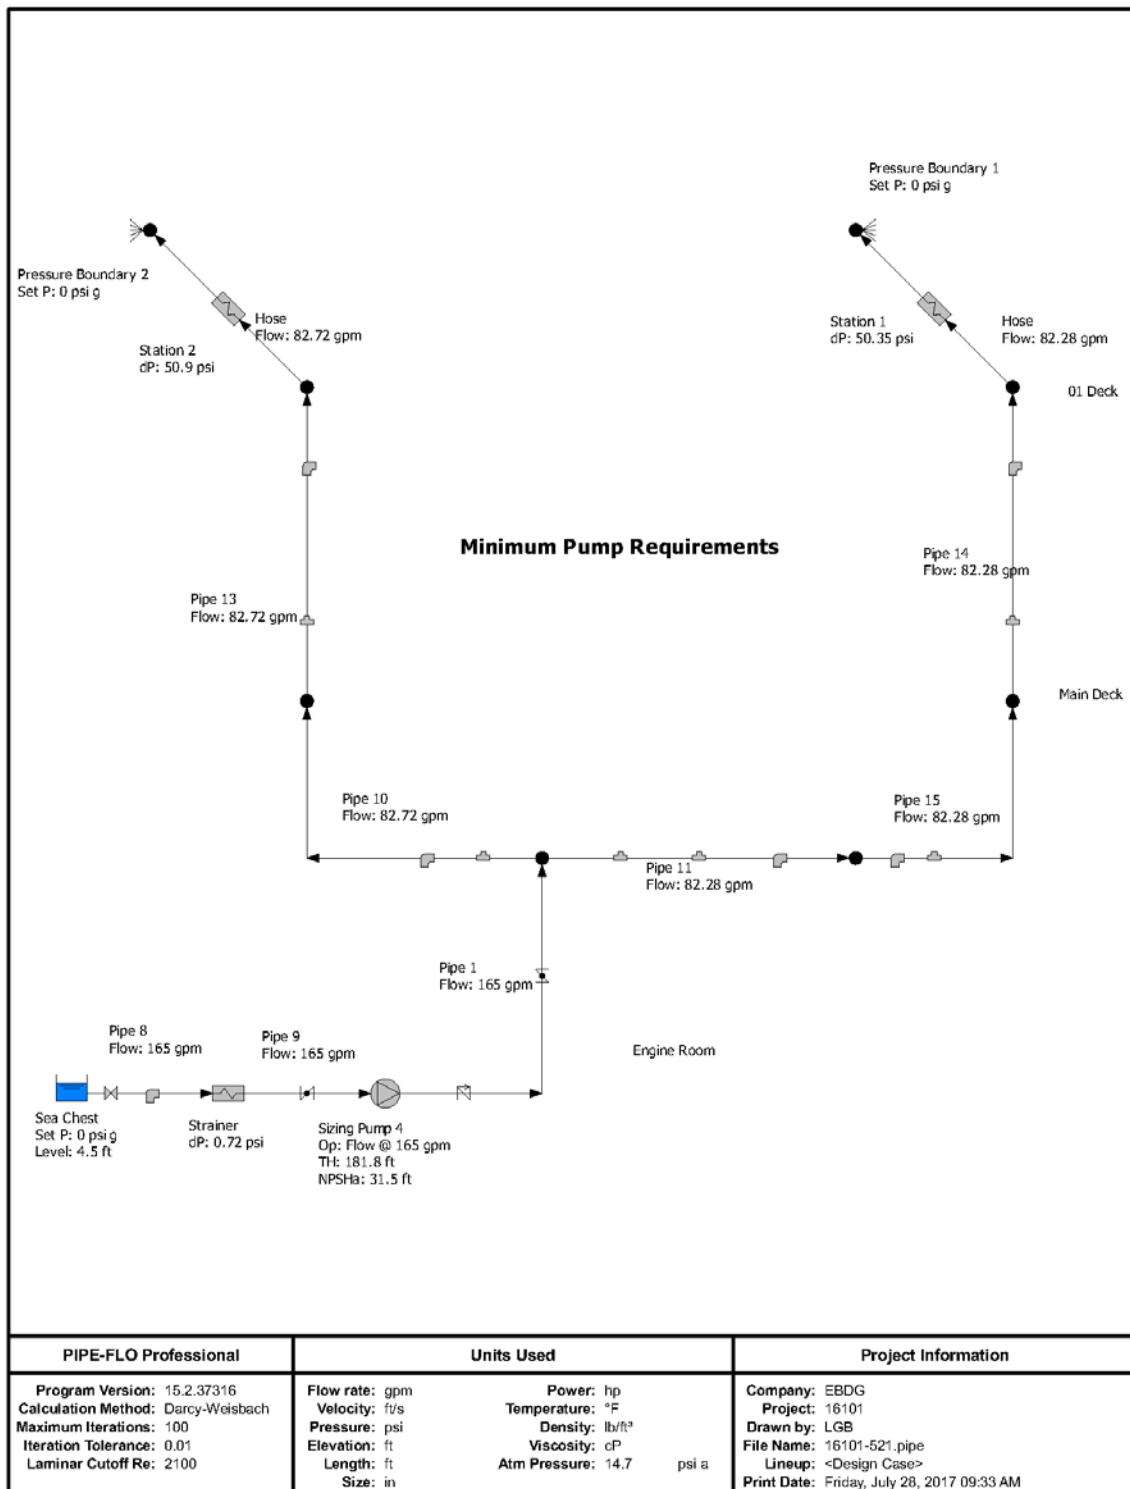 Pressure Boundary 1
Set P: 0 psi g
Pressure Boundary 2
Set P: 0 psi g
Hose
Flow: 82.72 gpm
Station 2
dP: 50.9 psi
Station 1
dP: 50.35 psi
Hose
Flow: 82.28 gpm
01 Deck
Minimum Pump Requirements
Pipe 14
Flow: 82.28 gpm
Pipe 13
Flow: 82.72 gpm
Main Deck
Pipe 10
Flow: 82.72 gpm
Pipe 15
Flow: 82.28 gpm
Pipe 11
Flow: 82.28 gpm
Pipe 1
Flow: 165 gpm
Pipe 8
Flow: 165 gpm
Pipe 9
Flow: 165 gpm
Engine Room
Sea Chest
Set P: 0 psi g
Level: 4.5 ft
Strainer
dP: 0.72 psi
Sizing Pump 4
Op: Flow @ 165 gpm
TH: 181.8 ft
NPSHa: 31.5 ft
PIPE-FLO Professional
Program Version: 15.2.37316
Calculation Method: Darcy-Weisbach
Maximum Iterations: 100
Iteration Tolerance: 0.01
Laminar Cutoff Re: 2100
Units Used
Flow rate: gpm
Velocity: ft/s
Pressure: psi
Elevation: ft
Length: ft
Size: in
Power: hp
Temperature: °F
Density: lb/ft³
Viscosity: cP
Atm Pressure: 14.7 psi a
Project Information
Company: EBDG
Project: 16101
Drawn by: LGB
File Name: 16101-521.pipe
Lineup: <Design Case>
Print Date: Friday, July 28, 2017 09:33 AM